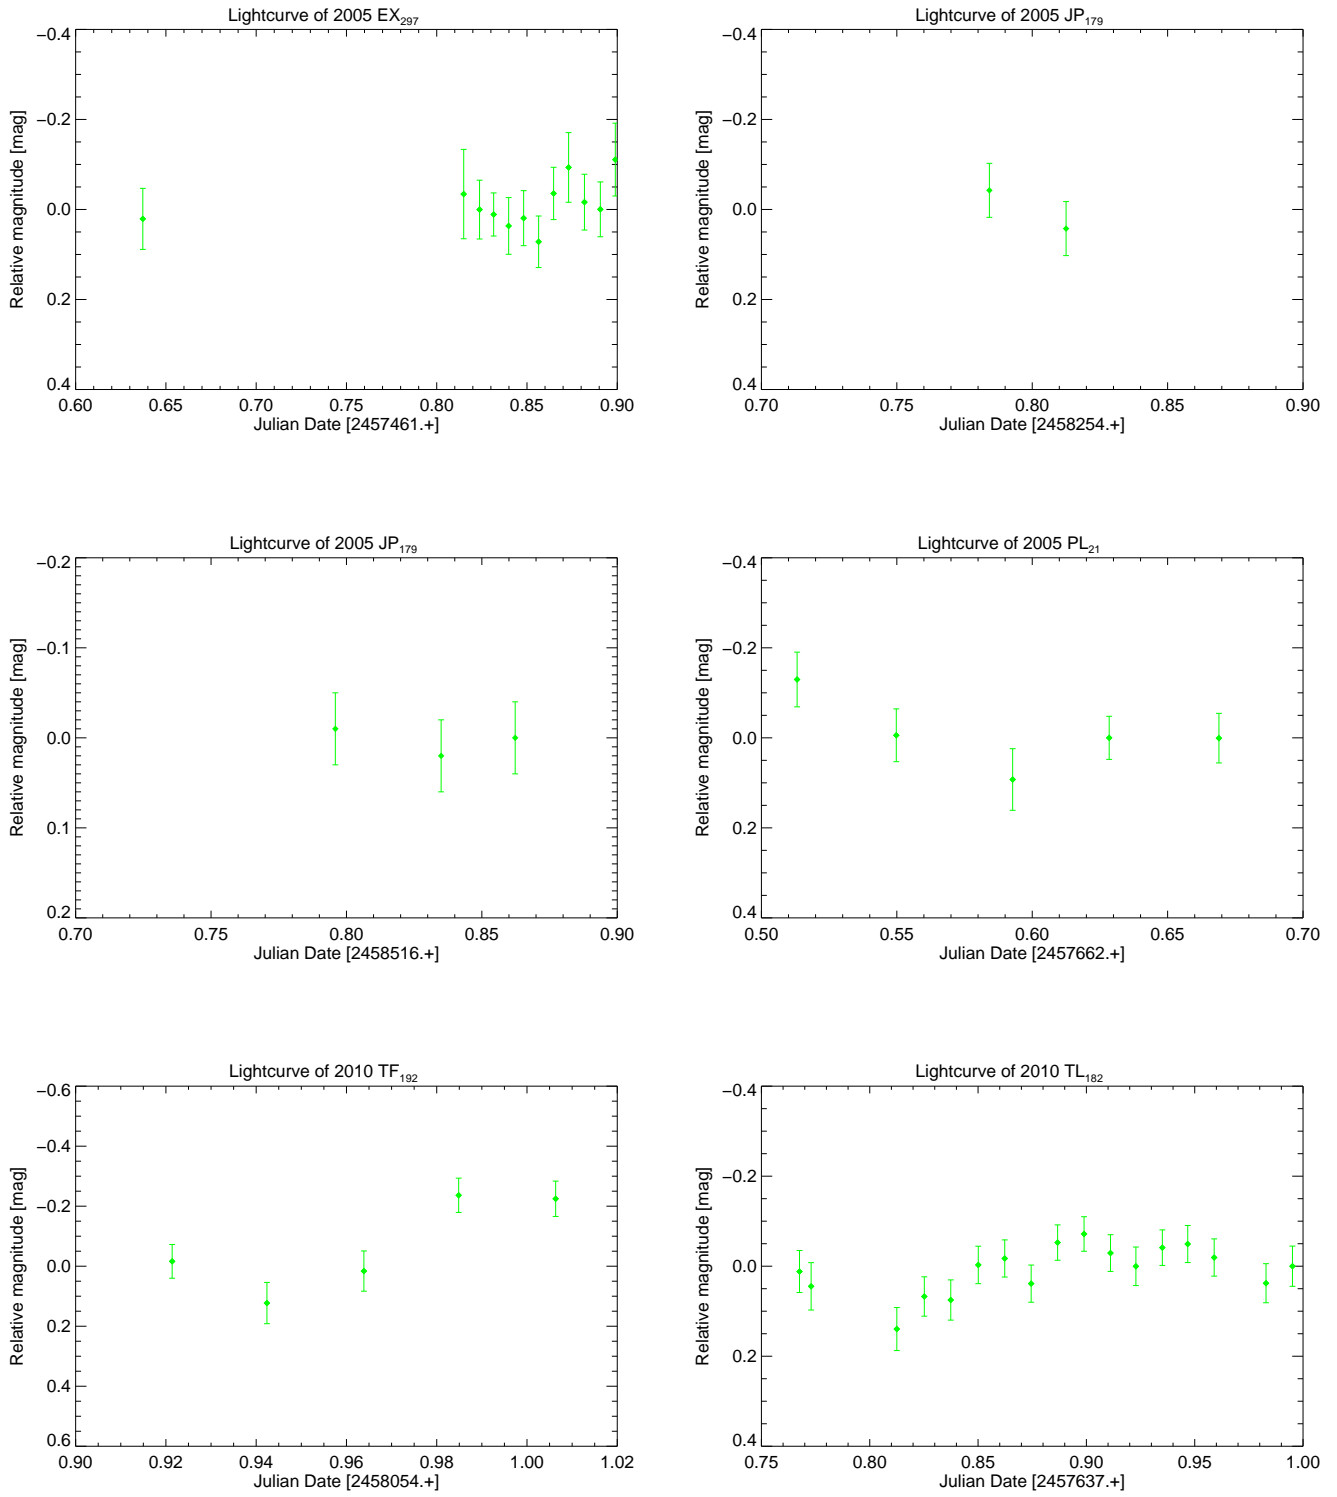 Lightcurve of 2005 EX297
−0.4
−0.2
0.0
0.2
0.4
Relative magnitude [mag]
0.60 0.65 0.70 0.75 0.80 0.85 0.90
Julian Date [2457461.+]
Lightcurve of 2005 JP179
−0.4
−0.2
0.0
0.2
0.4
Relative magnitude [mag]
0.70 0.75 0.80 0.85 0.90
Julian Date [2458254.+]
Lightcurve of 2005 JP179
−0.2
−0.1
0.0
0.1
0.2
Relative magnitude [mag]
0.70 0.75 0.80 0.85 0.90
Julian Date [2458516.+]
Lightcurve of 2005 PL21
−0.4
−0.2
0.0
0.2
0.4
Relative magnitude [mag]
0.50 0.55 0.60 0.65 0.70
Julian Date [2457662.+]
Lightcurve of 2010 TF192
−0.6
−0.4
−0.2
0.0
0.2
0.4
0.6
Relative magnitude [mag]
0.90 0.92 0.94 0.96 0.98 1.00 1.02
Julian Date [2458054.+]
Lightcurve of 2010 TL182
−0.4
−0.2
0.0
0.2
0.4
Relative magnitude [mag]
0.75 0.80 0.85 0.90 0.95 1.00
Julian Date [2457637.+]